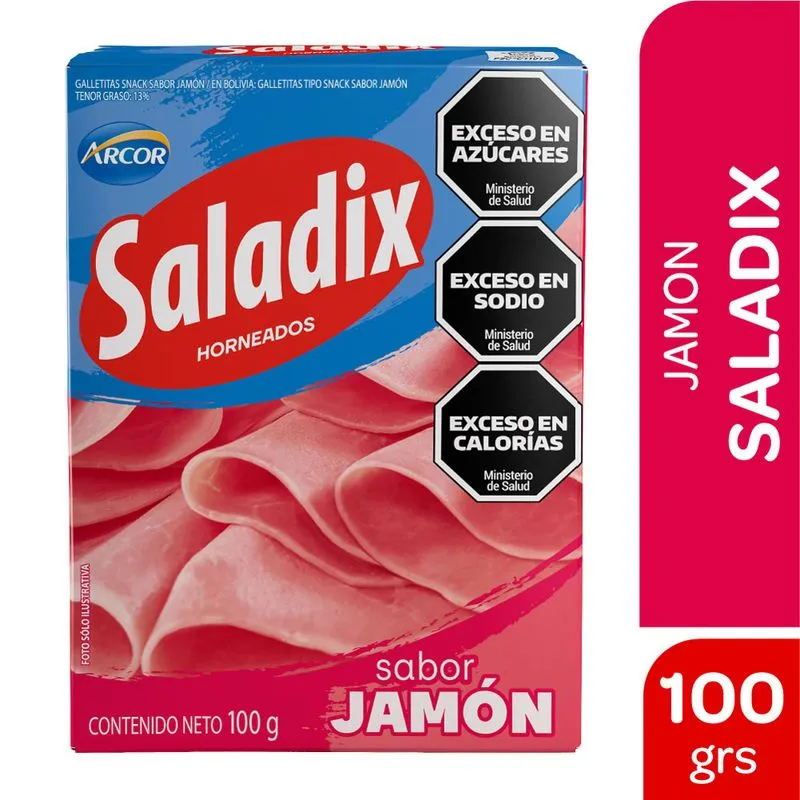 Saladix
HORNEADOS
GALLETITAS SNACK SABOR JAMÓN / EN BOLIVIA: GALLETITAS TIPO SNACK SABOR JAMÓN
TENOR GRASO: 13%
ARCOR
Saladix
HORNEADOS
EXCESO EN
AZÚCARES
Ministerio
de Salud
EXCESO EN
SODIO
Ministerio
de Salud
EXCESO EN
CALORÍAS
Ministerio
de Salud
FOTO SÓLO ILUSTRATIVA
CONTENIDO NETO 100 g
sabor
JAMÓN
JAMON
SALADIX
100
grs